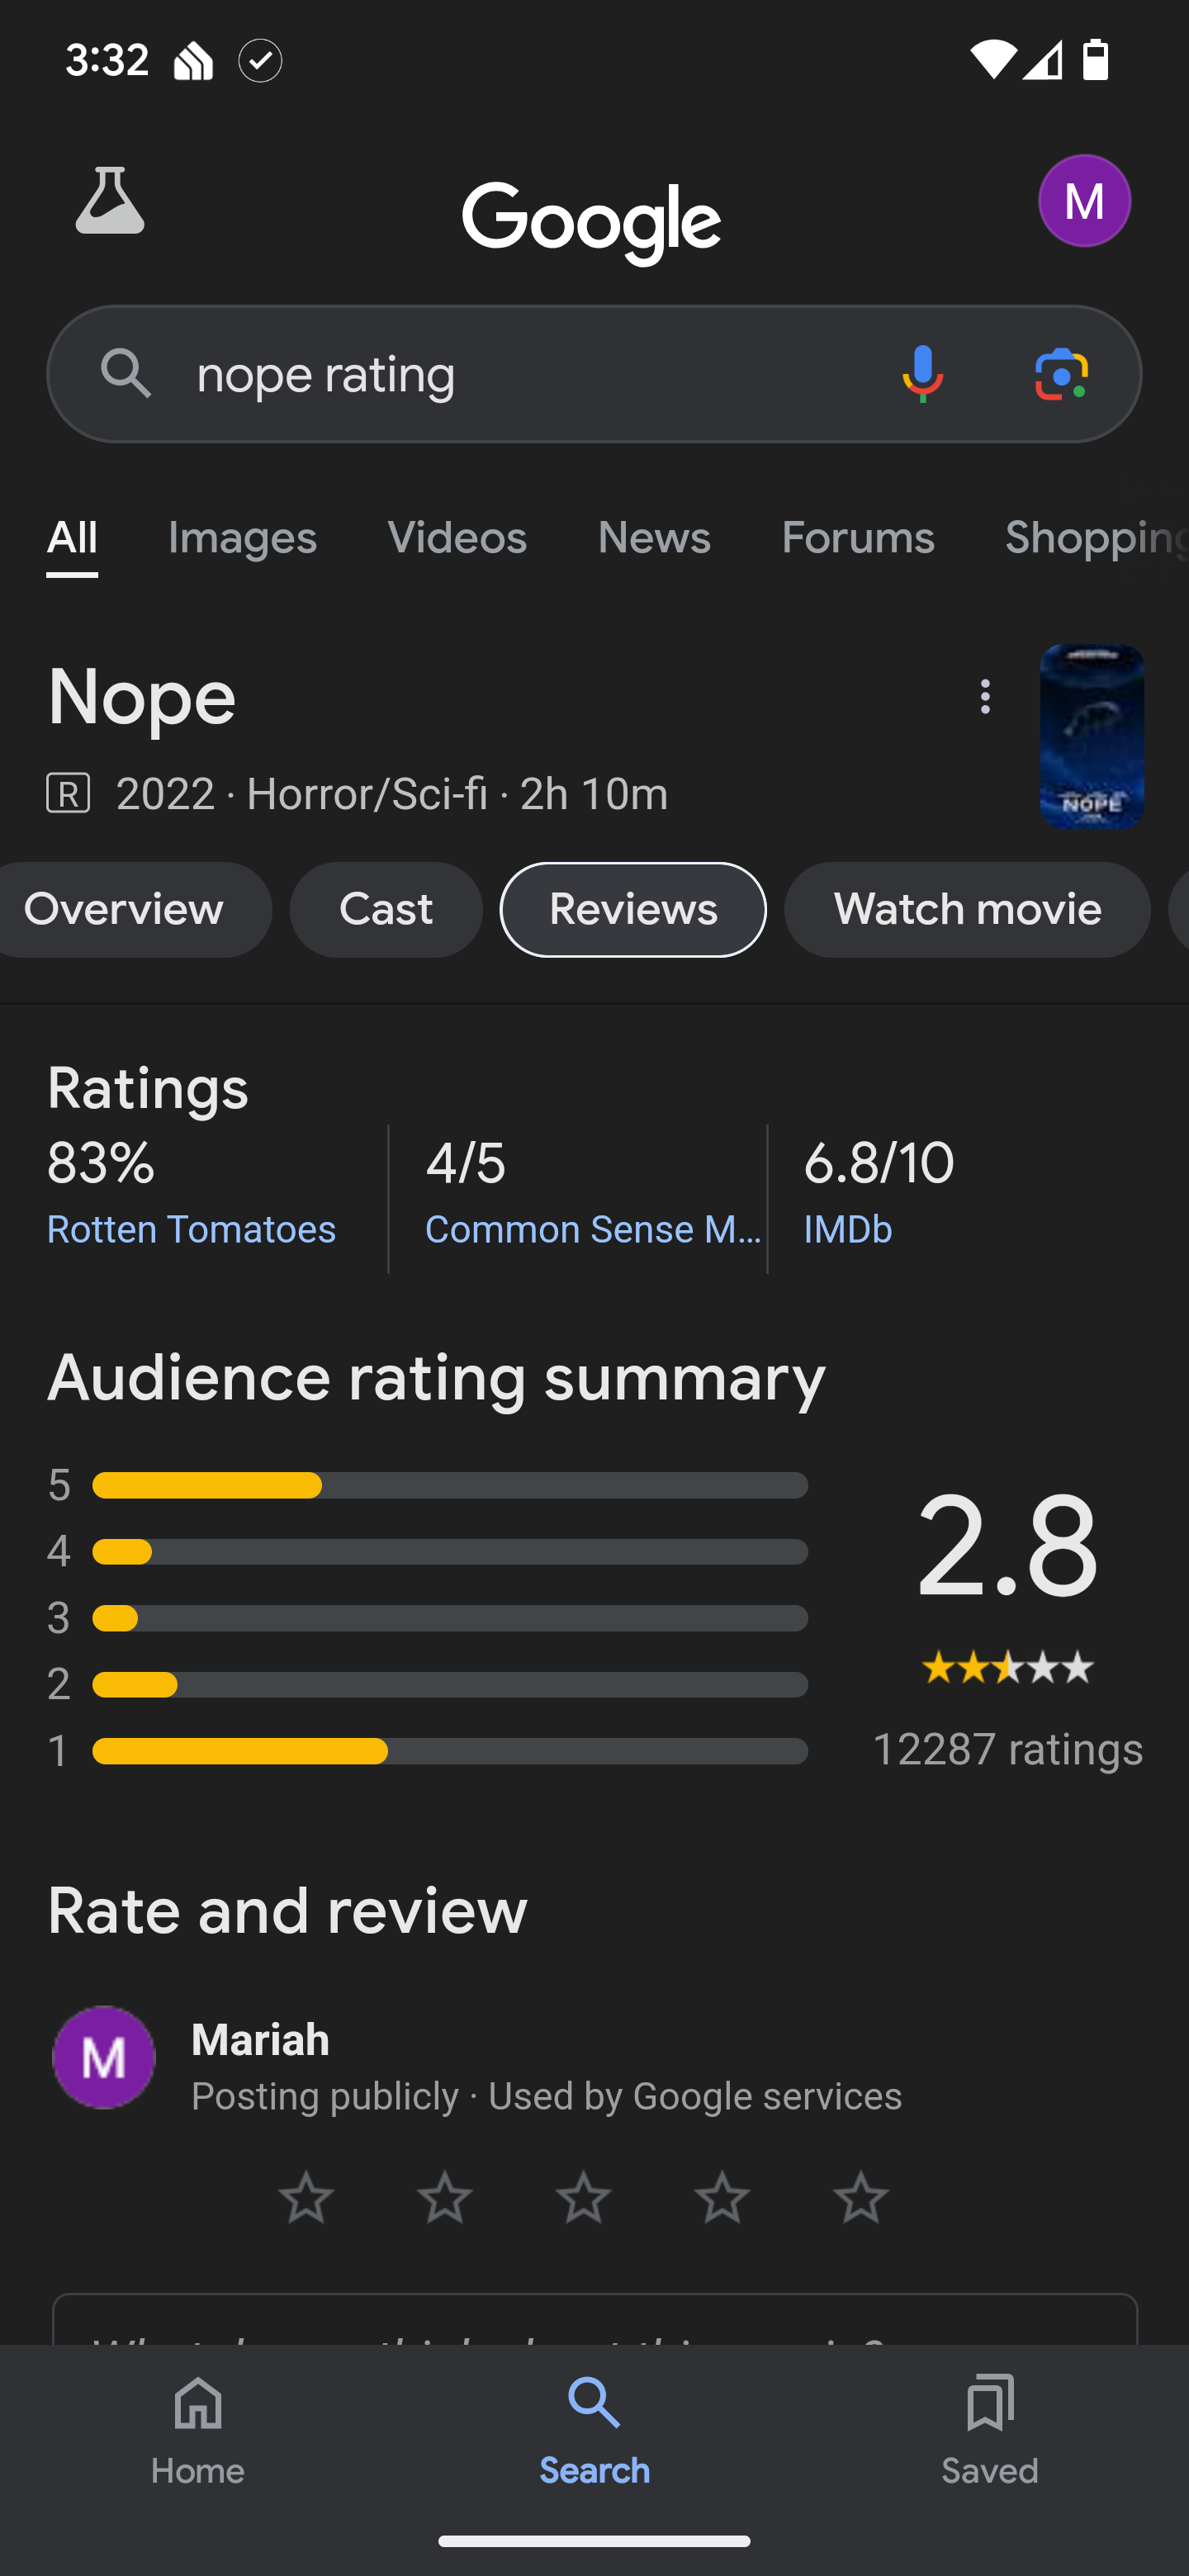 3:32
Google
M
nope rating
All Images Videos News Forums Shopping
Nope
R 2022 · Horror/Sci-fi · 2h 10m
NOPE
Overview Cast Reviews Watch movie
Ratings
83% 4/5 6.8/10
Rotten Tomatoes Common Sense M... IMDb
Audience rating summary
5
4
3
2
1
2.8
12287 ratings
Rate and review
M
Mariah
Posting publicly · Used by Google services
Home Search Saved